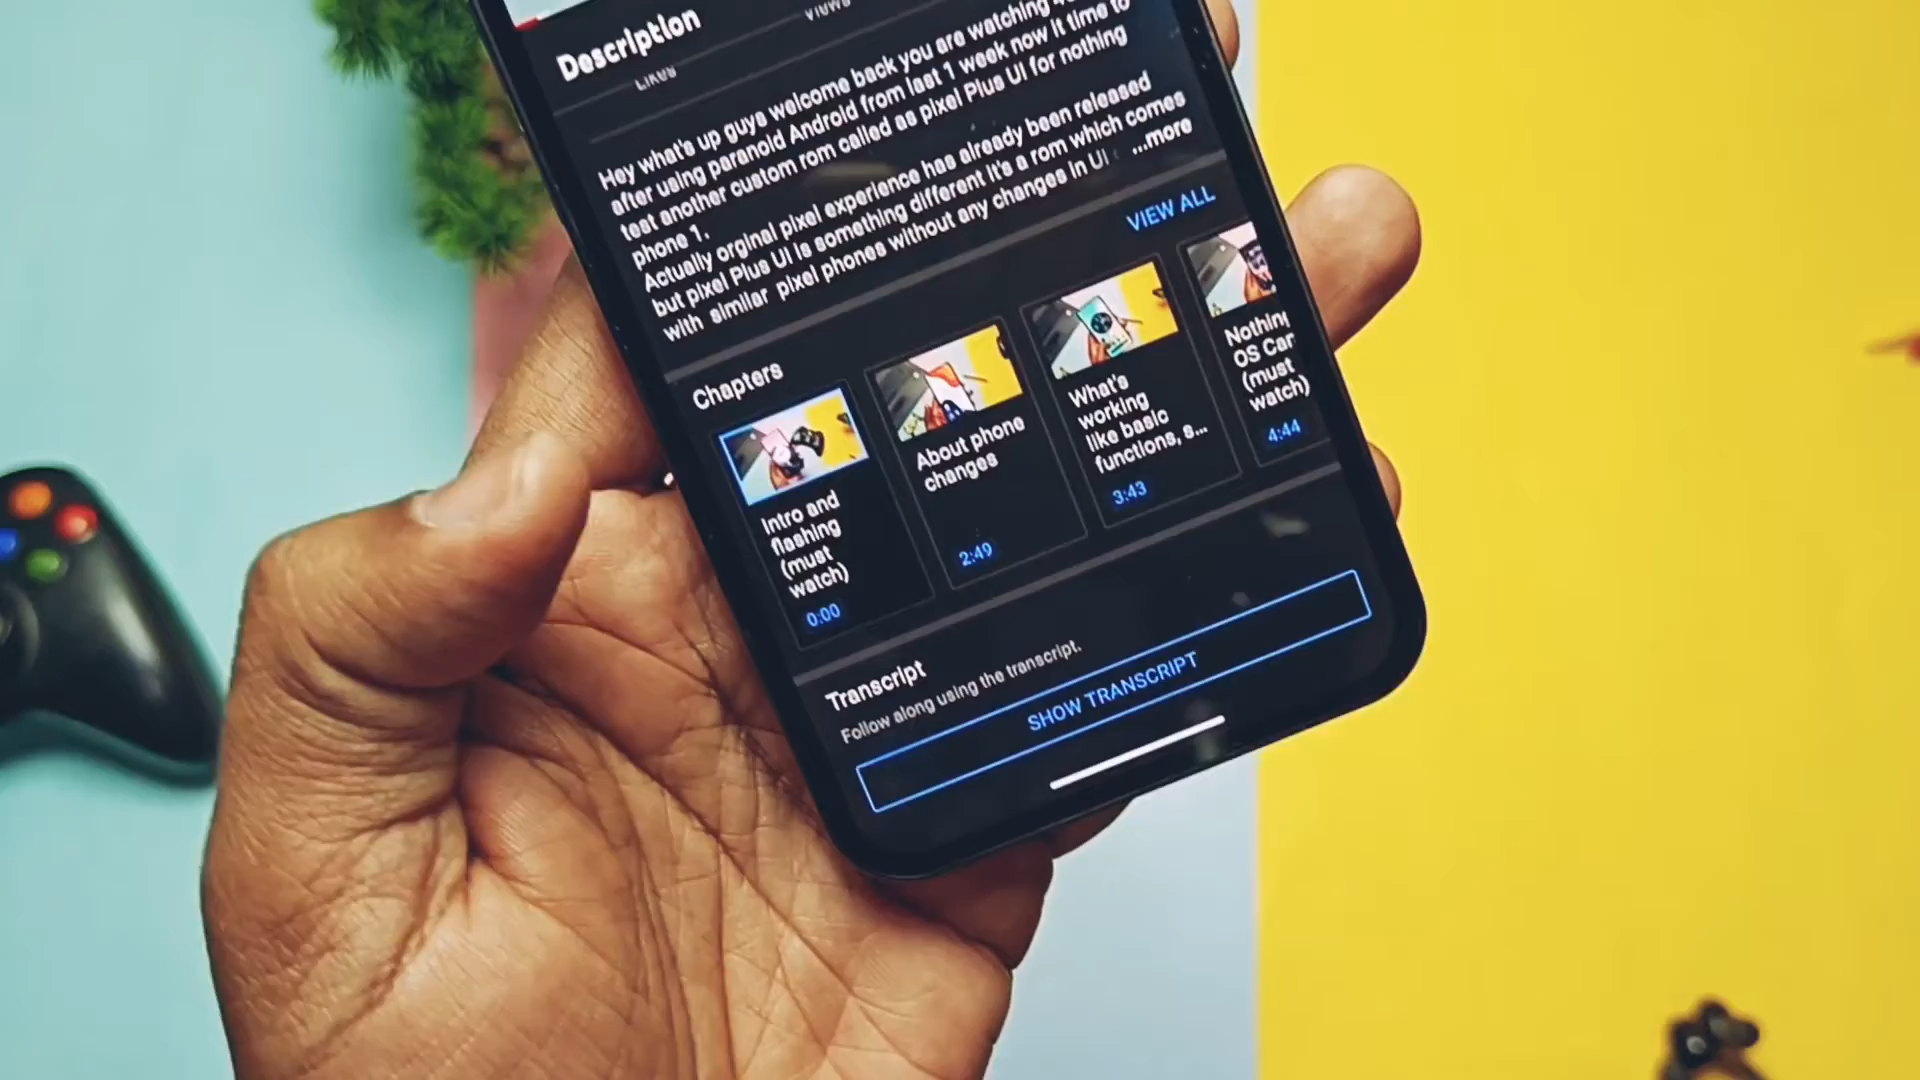 Description
Likes
Views
Hey what's up guys welcome back you are watching
after using paranoid Android from last 1 week now it time to
test another custom rom called as pixel Plus UI for nothing
phone 1.
Actually orginal pixel experience has already been released
but pixel Plus UI is something different it's a rom which comes
with similar pixel phones without any changes in UI ...more
VIEW ALL
Chapters
Intro and
flashing
(must
watch)
0:00
About phone
changes
2:49
What's
working
like basic
functions, s...
3:43
Nothing
OS Cam
(must
watch)
4:44
Transcript
Follow along using the transcript.
SHOW TRANSCRIPT